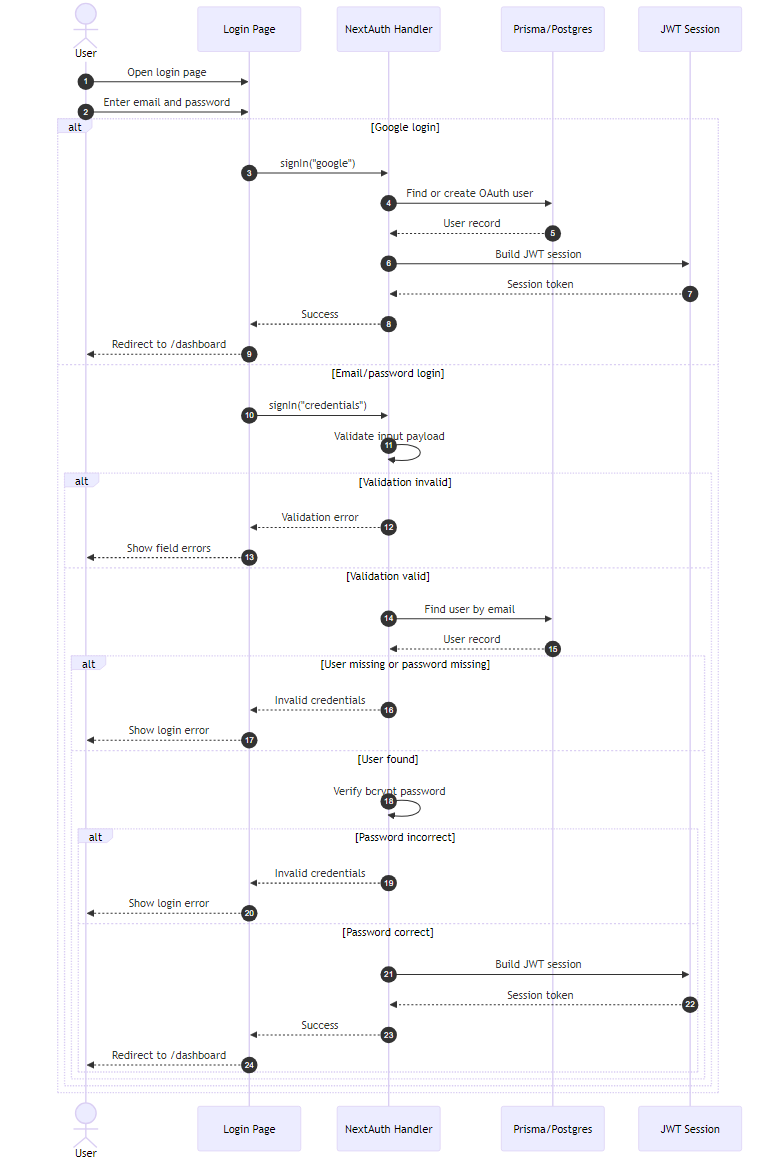 User
Login Page
NextAuth Handler
Prisma/Postgres
JWT Session
1
Open login page
2
Enter email and password
alt
[Google login]
3
signIn("google")
4
Find or create OAuth user
User record
5
6
Build JWT session
Session token
7
Success
8
Redirect to /dashboard
9
[Email/password login]
10
signIn("credentials")
Validate input payload
11
alt
[Validation invalid]
Validation error
12
Show field errors
13
[Validation valid]
14
Find user by email
User record
15
alt
[User missing or password missing]
Invalid credentials
16
Show login error
17
[User found]
Verify bcrypt password
18
alt
[Password incorrect]
Invalid credentials
19
Show login error
20
[Password correct]
21
Build JWT session
Session token
22
Success
23
Redirect to /dashboard
24
User
Login Page
NextAuth Handler
Prisma/Postgres
JWT Session